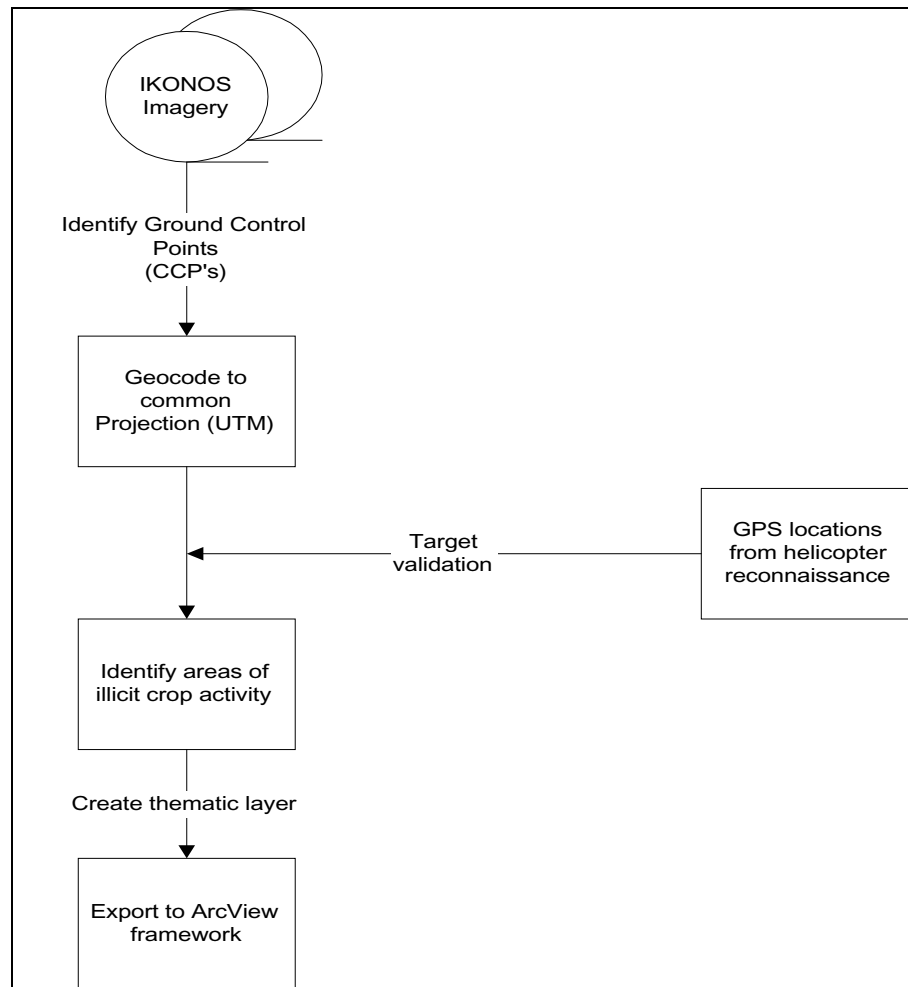 IKONOS
Imagery
Identify Ground Control
Points
(CCP's)
Geocode to
common
Projection (UTM)
Target
validation
GPS locations
from helicopter
reconnaissance
Identify areas of
illicit crop activity
Create thematic layer
Export to ArcView
framework